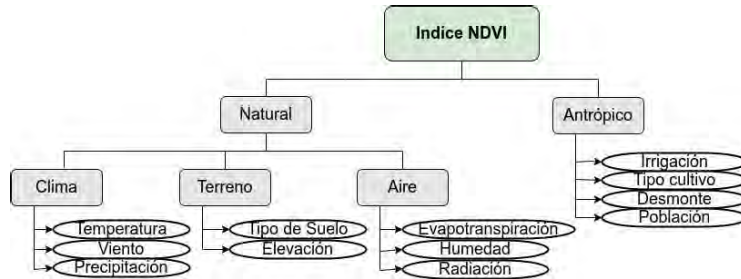 Indice NDVI
Natural
Antrópico
Clima
Terreno
Aire
Temperatura
Viento
Precipitación
Tipo de Suelo
Elevación
Evapotranspiración
Humedad
Radiación
Irrigación
Tipo cultivo
Desmonte
Población